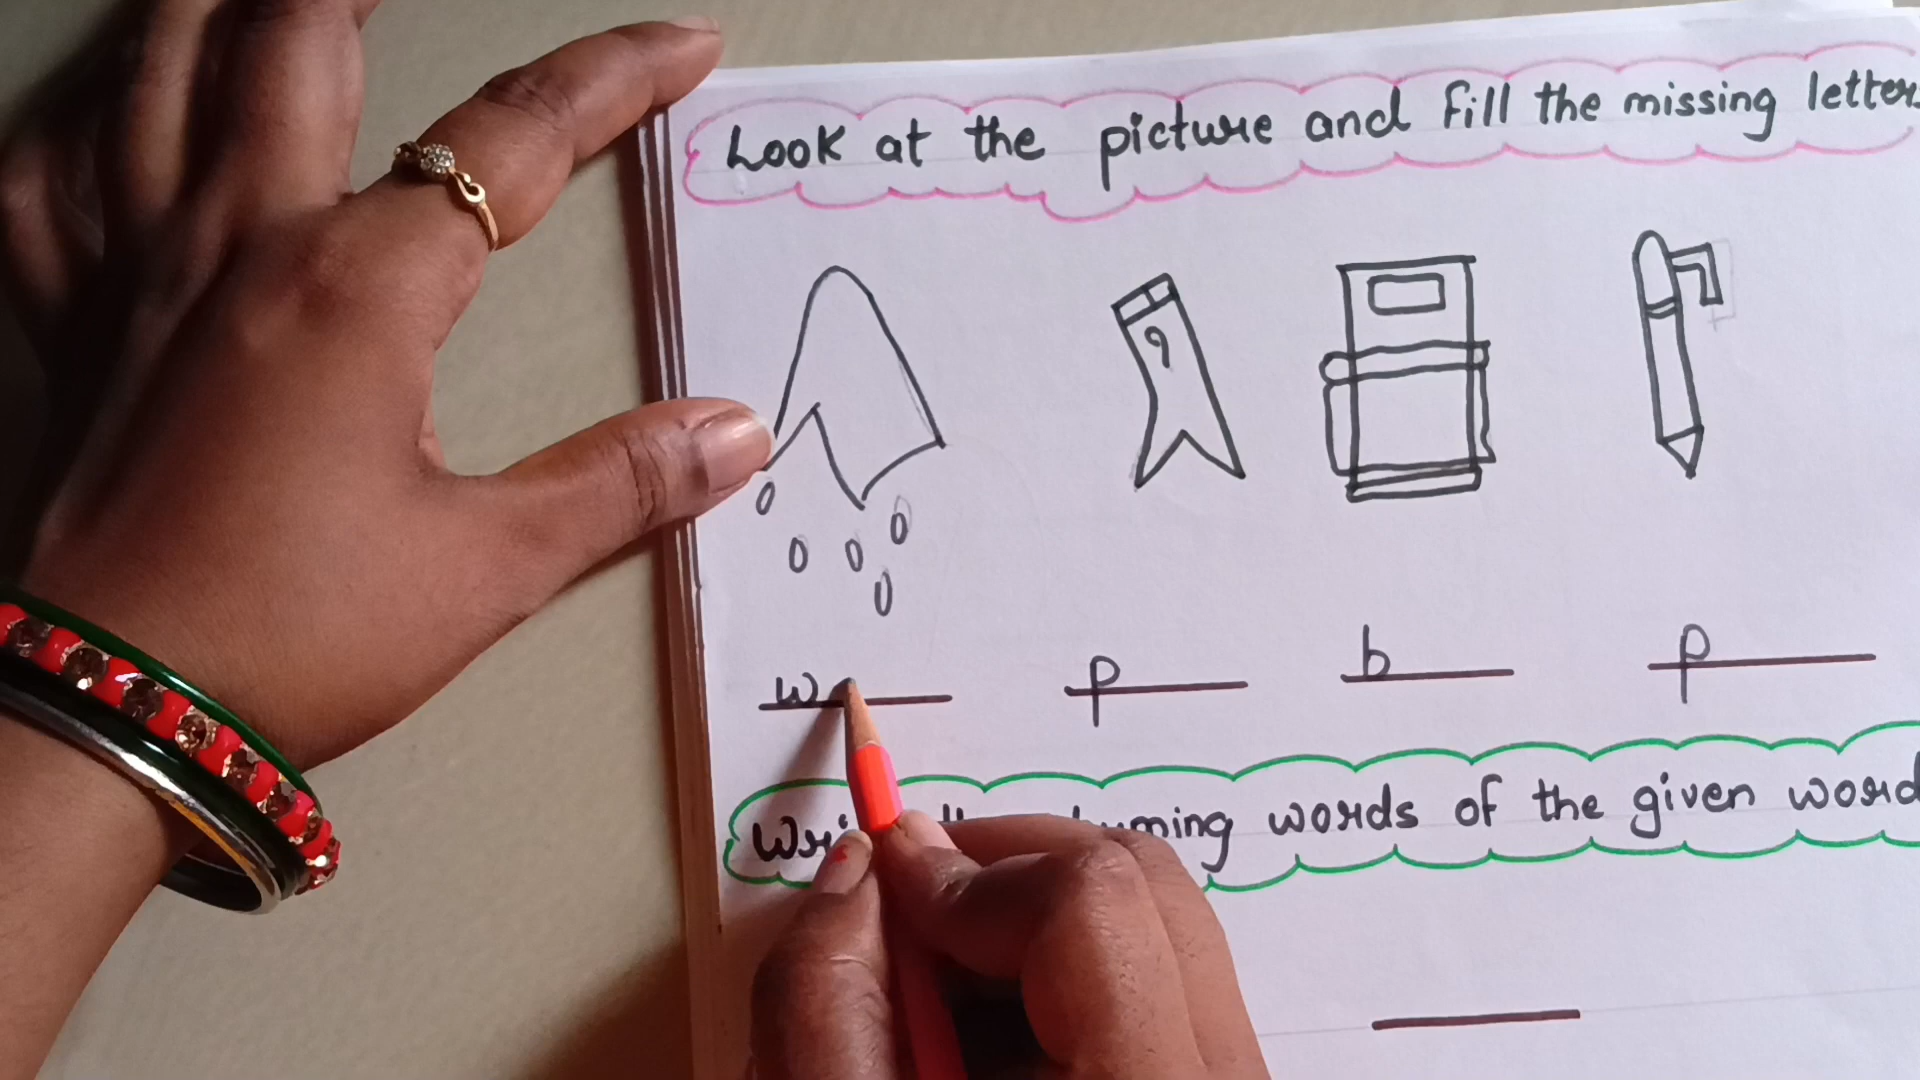 Look at the picture and fill the missing letters
w p b p
words of the given word